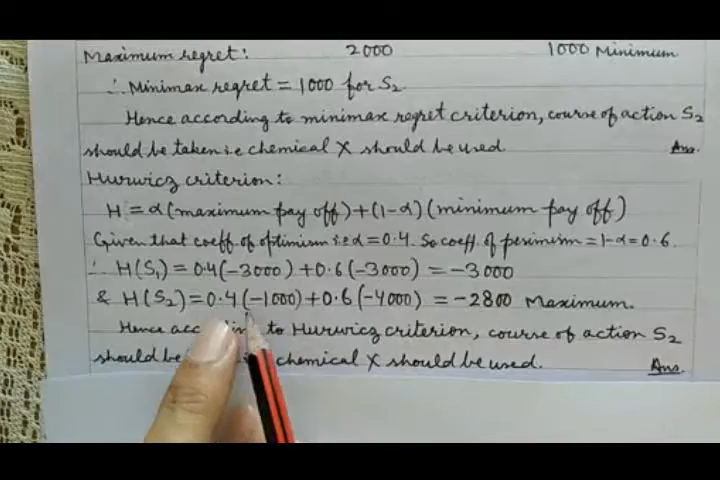 Maximum regret: 2000 1000 Minimum
∴ Minimax regret = 1000 for S₂
Hence according to minimax regret criterion, course of action S₂
should be taken i.e chemical X should be used. Ans.
Hurwicz criterion:
H = α(maximum pay off) + (1-α)(minimum pay off)
Given that coeff of optimism i.e α = 0.4. So coeff. of pessimism = 1-α = 0.6.
∴ H(S₁) = 0.4(-3000) + 0.6(-3000) = -3000
& H(S₂) = 0.4(-1000) + 0.6(-4000) = -2800 Maximum.
Hence to Hurwicz criterion, course of action S₂
should be chemical X should be used. Ans.